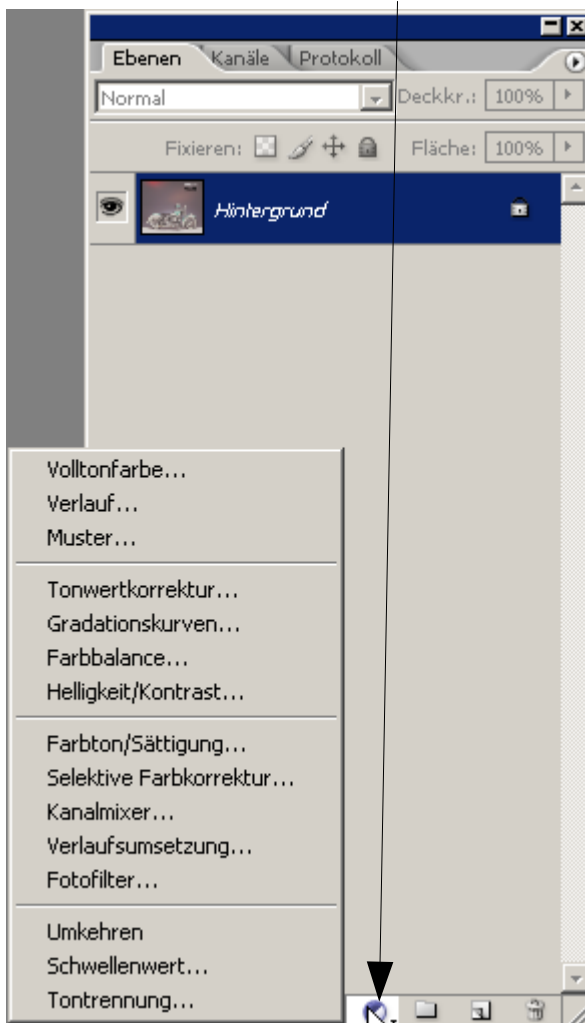 Ebenen Kanäle Protokoll
Normal Deckkr.: 100%
Fixieren: Fläche: 100%
Hintergrund
Volltonfarbe...
Verlauf...
Muster...
Tonwertkorrektur...
Gradationskurven...
Farbbalance...
Helligkeit/Kontrast...
Farbton/Sättigung...
Selektive Farbkorrektur...
Kanalmixer...
Verlaufsumsetzung...
Fotofilter...
Umkehren
Schwellenwert...
Tontrennung...